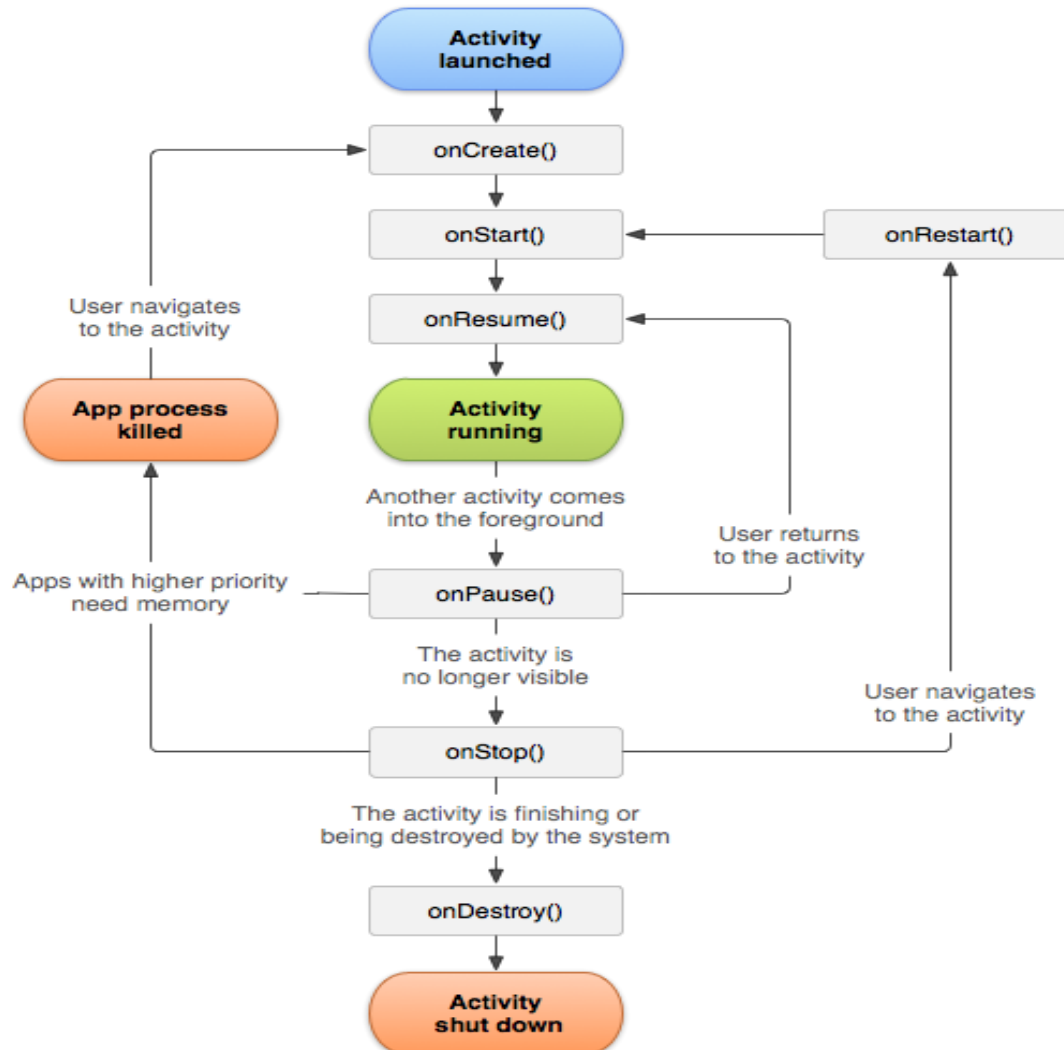 Activity
launched
onCreate()
onStart()
onRestart()
User navigates
to the activity
onResume()
App process
killed
Activity
running
Another activity comes
into the foreground
User returns
to the activity
Apps with higher priority
need memory
onPause()
The activity is
no longer visible
User navigates
to the activity
onStop()
The activity is finishing or
being destroyed by the system
onDestroy()
Activity
shut down